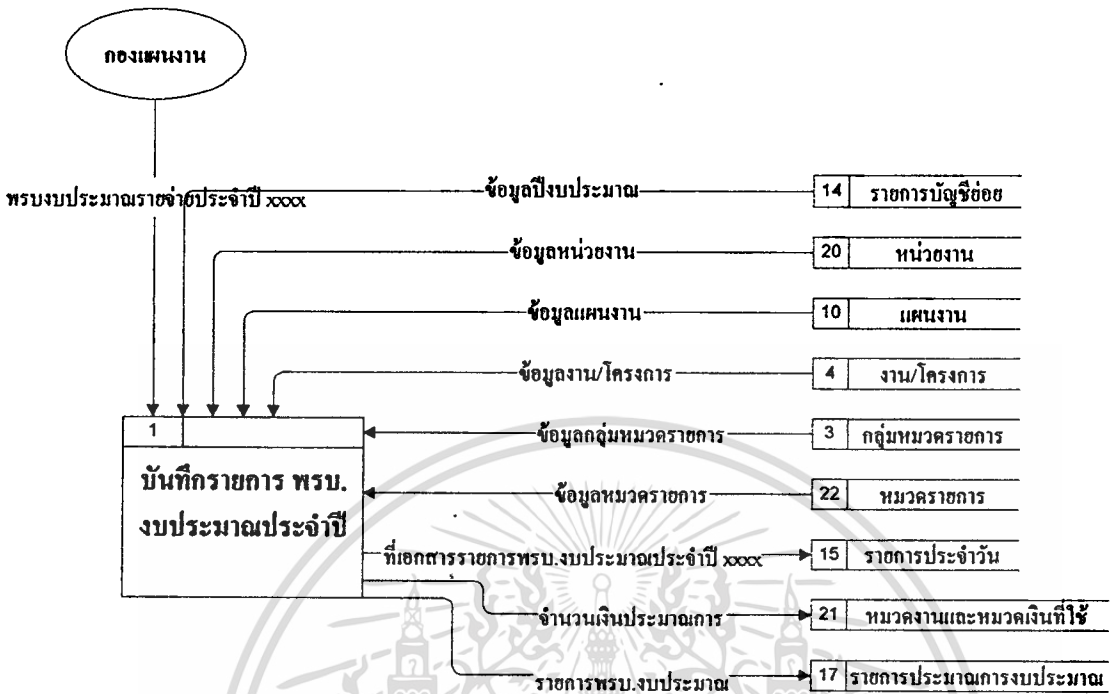 กองแผนงาน
พรบงบประมาณรายจ่ายประจำปี xxxx
ข้อมูลปีงบประมาณ
14 รายการบัญชีย่อย
ข้อมูลหน่วยงาน
20 หน่วยงาน
ข้อมูลแผนงาน
10 แผนงาน
ข้อมูลงาน/โครงการ
4 งาน/โครงการ
1
ข้อมูลกลุ่มหมวดรายการ
3 กลุ่มหมวดรายการ
บันทึกรายการ พรบ.
งบประมาณประจำปี
ข้อมูลหมวดรายการ
22 หมวดรายการ
ที่เอกสารรายการพรบ.งบประมาณประจำปี xxxx
15 รายการประจำวัน
จำนวนเงินประมาณการ
21 หมวดงานและหมวดเงินที่ใช้
รายการพรบ.งบประมาณ
17 รายการประมาณการงบประมาณ